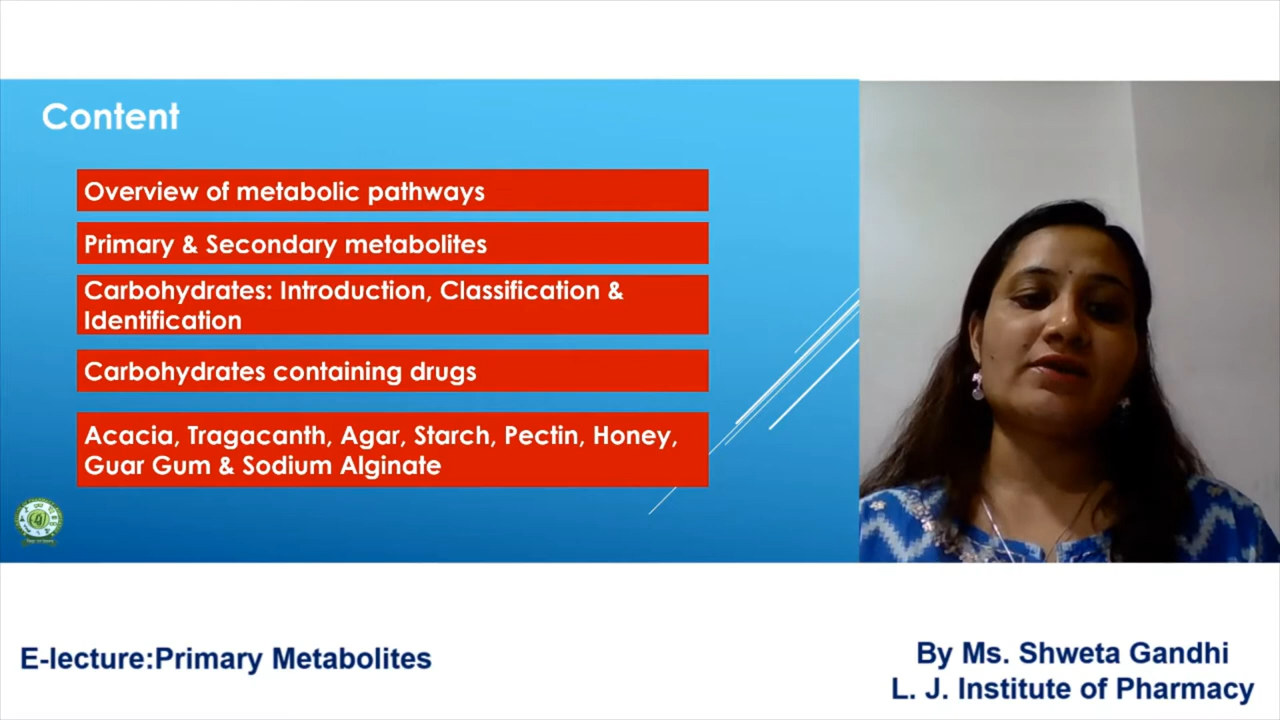 Content
Overview of metabolic pathways
Primary & Secondary metabolites
Carbohydrates: Introduction, Classification &
Identification
Carbohydrates containing drugs
Acacia, Tragacanth, Agar, Starch, Pectin, Honey,
Guar Gum & Sodium Alginate
E-lecture:Primary Metabolites
By Ms. Shweta Gandhi
L. J. Institute of Pharmacy